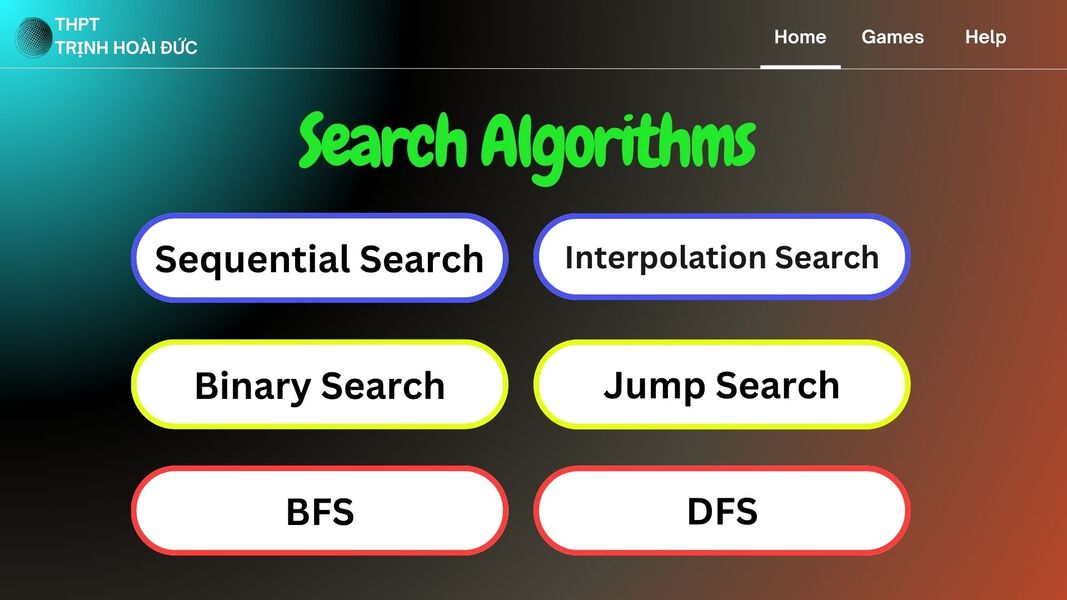 THPT
TRỊNH HOÀI ĐỨC
Home Games Help
Search Algorithms
Sequential Search
Interpolation Search
Binary Search
Jump Search
BFS
DFS